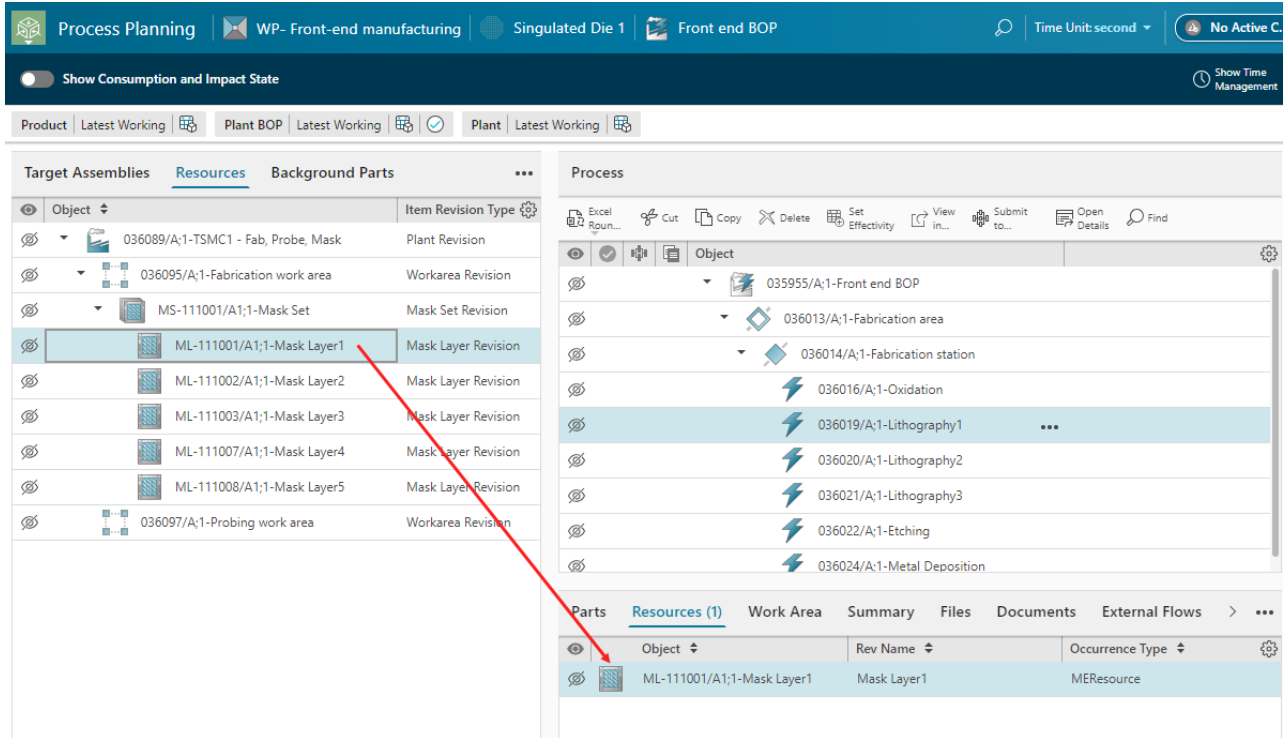 Process Planning WP- Front-end manufacturing Singulated Die 1 Front end BOP Time Unit: second No Active C.
Show Consumption and Impact State Show Time Management
Product Latest Working Plant BOP Latest Working Plant Latest Working
Target Assemblies Resources Background Parts •••
Object Item Revision Type
036089/A;1-TSMC1 - Fab, Probe, Mask Plant Revision
036095/A;1-Fabrication work area Workarea Revision
MS-111001/A1;1-Mask Set Mask Set Revision
ML-111001/A1;1-Mask Layer1 Mask Layer Revision
ML-111002/A1;1-Mask Layer2 Mask Layer Revision
ML-111003/A1;1-Mask Layer3 Mask Layer Revision
ML-111007/A1;1-Mask Layer4 Mask Layer Revision
ML-111008/A1;1-Mask Layer5 Mask Layer Revision
036097/A;1-Probing work area Workarea Revision
Process
Excel Roun... Cut Copy Delete Set Effectivity View in... Submit to... Open Details Find
Object
035955/A;1-Front end BOP
036013/A;1-Fabrication area
036014/A;1-Fabrication station
036016/A;1-Oxidation
036019/A;1-Lithography1 •••
036020/A;1-Lithography2
036021/A;1-Lithography3
036022/A;1-Etching
036024/A;1-Metal Deposition
Parts Resources (1) Work Area Summary Files Documents External Flows > •••
Object Rev Name Occurrence Type
ML-111001/A1;1-Mask Layer1 Mask Layer1 MEResource